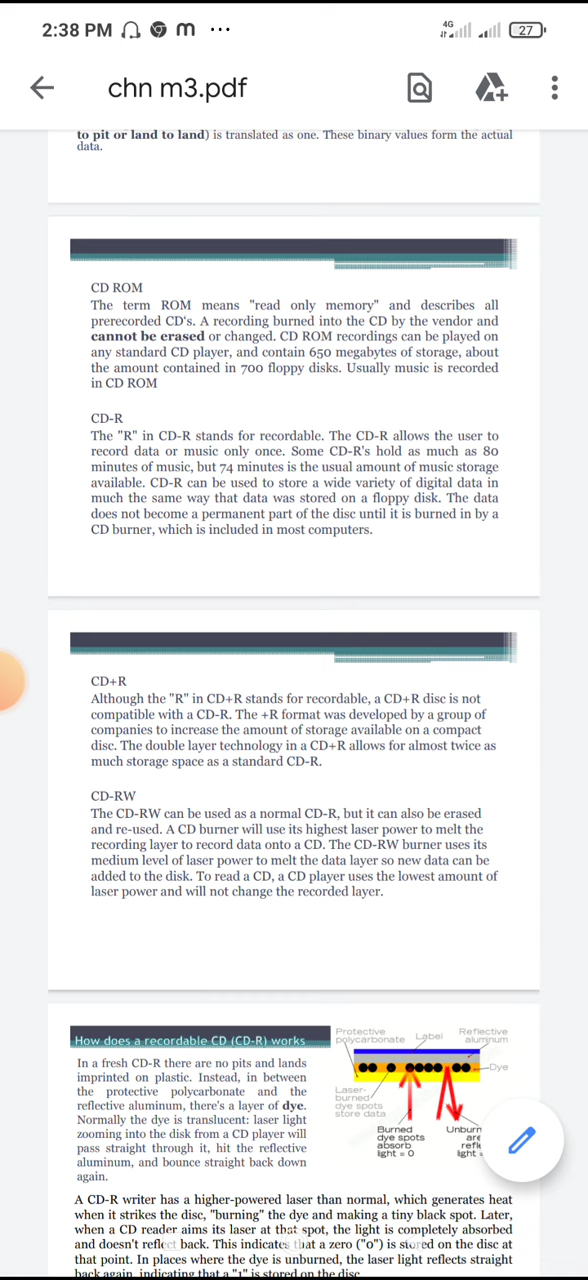 2:38 PM m ...
4G
27
chn m3.pdf
to pit or land to land) is translated as one. These binary values form the actual
data.
CD ROM
The term ROM means "read only memory" and describes all
prerecorded CD's. A recording burned into the CD by the vendor and
cannot be erased or changed. CD ROM recordings can be played on
any standard CD player, and contain 650 megabytes of storage, about
the amount contained in 700 floppy disks. Usually music is recorded
in CD ROM
CD-R
The "R" in CD-R stands for recordable. The CD-R allows the user to
record data or music only once. Some CD-R's hold as much as 80
minutes of music, but 74 minutes is the usual amount of music storage
available. CD-R can be used to store a wide variety of digital data in
much the same way that data was stored on a floppy disk. The data
does not become a permanent part of the disc until it is burned in by a
CD burner, which is included in most computers.
CD+R
Although the "R" in CD+R stands for recordable, a CD+R disc is not
compatible with a CD-R. The +R format was developed by a group of
companies to increase the amount of storage available on a compact
disc. The double layer technology in a CD+R allows for almost twice as
much storage space as a standard CD-R.
CD-RW
The CD-RW can be used as a normal CD-R, but it can also be erased
and re-used. A CD burner will use its highest laser power to melt the
recording layer to record data onto a CD. The CD-RW burner uses its
medium level of laser power to melt the data layer so new data can be
added to the disk. To read a CD, a CD player uses the lowest amount of
laser power and will not change the recorded layer.
How does a recordable CD (CD-R) works
In a fresh CD-R there are no pits and lands
imprinted on plastic. Instead, in between
the protective polycarbonate and the
reflective aluminum, there's a layer of dye.
Normally the dye is translucent: laser light
zooming into the disk from a CD player will
pass straight through it, hit the reflective
aluminum, and bounce straight back down
again.
Protective
polycarbonate
Label
Reflective
aluminum
Dye
Laser-
burned
dye spots
store data
Burned
dye spots
absorb
light = 0
Unburn
are
refle
light =
A CD-R writer has a higher-powered laser than normal, which generates heat
when it strikes the disc, "burning" the dye and making a tiny black spot. Later,
when a CD reader aims its laser at that spot, the light is completely absorbed
and doesn't reflect back. This indicates that a zero ("0") is stored on the disc at
that point. In places where the dye is unburned, the laser light reflects straight
back again, indicating that a "1" is stored on the disc